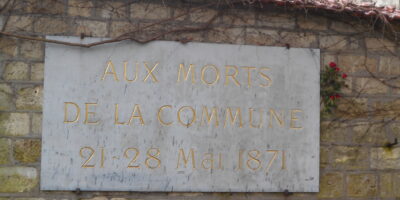 AUX MORTS
DE LA COMMUNE
21-28 Mai 1871